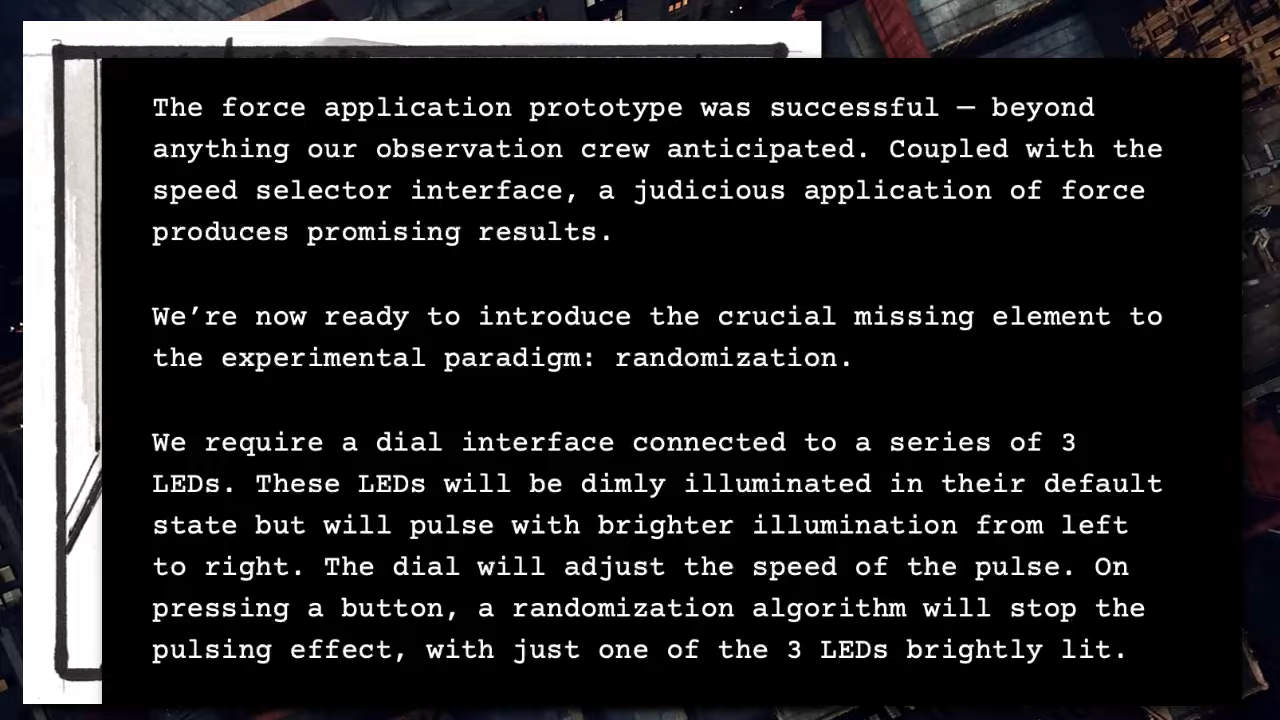 The force application prototype was successful — beyond
anything our observation crew anticipated. Coupled with the
speed selector interface, a judicious application of force
produces promising results.
We’re now ready to introduce the crucial missing element to
the experimental paradigm: randomization.
We require a dial interface connected to a series of 3
LEDs. These LEDs will be dimly illuminated in their default
state but will pulse with brighter illumination from left
to right. The dial will adjust the speed of the pulse. On
pressing a button, a randomization algorithm will stop the
pulsing effect, with just one of the 3 LEDs brightly lit.